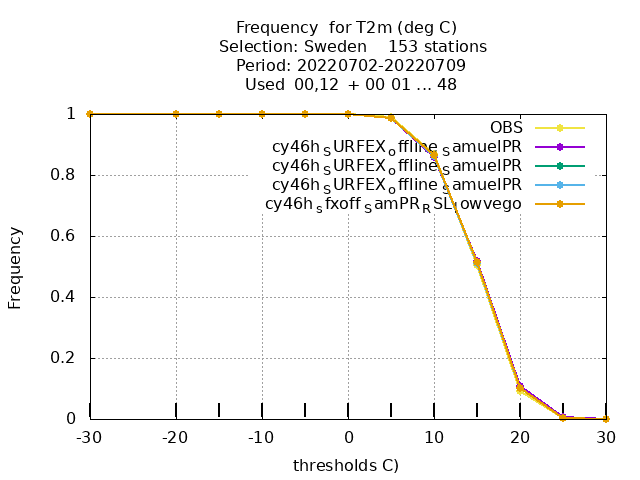 Frequency for T2m (deg C)
Selection: Sweden 153 stations
Period: 20220702-20220709
Used 00,12 + 00 01 ... 48
1
0.8
0.6
0.4
0.2
0
Frequency
OBS
cy46h_SURFEX_offline_SamuelPR
cy46h_SURFEX_offline_SamuelPR
cy46h_SURFEX_offline_SamuelPR
cy46h_sfxoff_SamPR_RSL_lowvego
-30 -20 -10 0 10 20 30
thresholds C)